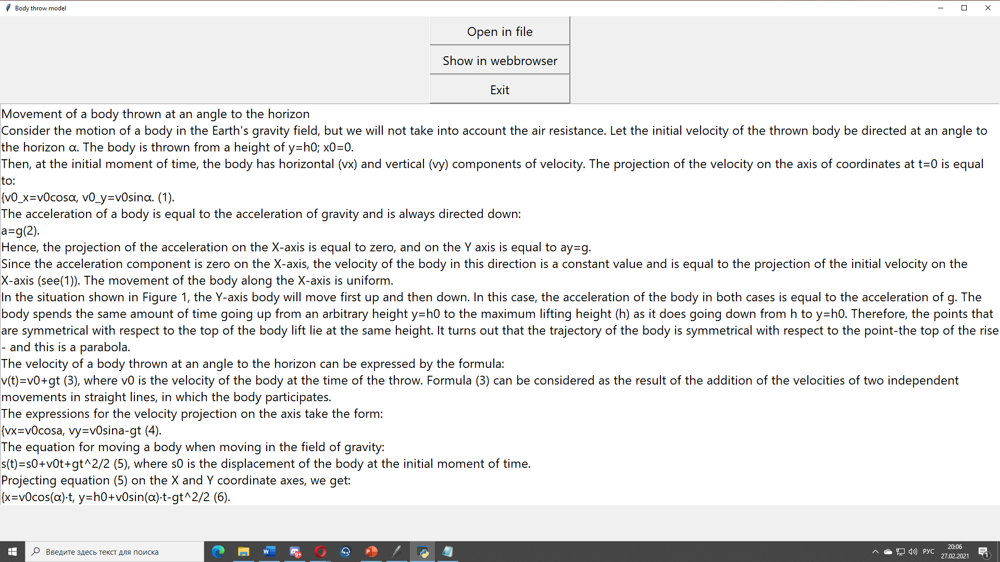 Body throw model
Open in file
Show in webbrowser
Exit
Movement of a body thrown at an angle to the horizon
Consider the motion of a body in the Earth's gravity field, but we will not take into account the air resistance. Let the initial velocity of the thrown body be directed at an angle to
the horizon α. The body is thrown from a height of y=h0; x0=0.
Then, at the initial moment of time, the body has horizontal (vx) and vertical (vy) components of velocity. The projection of the velocity on the axis of coordinates at t=0 is equal
to:
{v0_x=v0cosα, v0_y=v0sinα. (1).
The acceleration of a body is equal to the acceleration of gravity and is always directed down:
a=g(2).
Hence, the projection of the acceleration on the X-axis is equal to zero, and on the Y axis is equal to ay=g.
Since the acceleration component is zero on the X-axis, the velocity of the body in this direction is a constant value and is equal to the projection of the initial velocity on the
X-axis (see(1)). The movement of the body along the X-axis is uniform.
In the situation shown in Figure 1, the Y-axis body will move first up and then down. In this case, the acceleration of the body in both cases is equal to the acceleration of g. The
body spends the same amount of time going up from an arbitrary height y=h0 to the maximum lifting height (h) as it does going down from h to y=h0. Therefore, the points that
are symmetrical with respect to the top of the body lift lie at the same height. It turns out that the trajectory of the body is symmetrical with respect to the point-the top of the rise
- and this is a parabola.
The velocity of a body thrown at an angle to the horizon can be expressed by the formula:
v(t)=v0+gt (3), where v0 is the velocity of the body at the time of the throw. Formula (3) can be considered as the result of the addition of the velocities of two independent
movements in straight lines, in which the body participates.
The expressions for the velocity projection on the axis take the form:
{vx=v0cosa, vy=v0sina-gt (4).
The equation for moving a body when moving in the field of gravity:
s(t)=s0+v0t+gt^2/2 (5), where s0 is the displacement of the body at the initial moment of time.
Projecting equation (5) on the X and Y coordinate axes, we get:
{x=v0cos(α)·t, y=h0+v0sin(α)·t-gt^2/2 (6).
Введите здесь текст для поиска
9+
РУС
20:06
27.02.2021
1